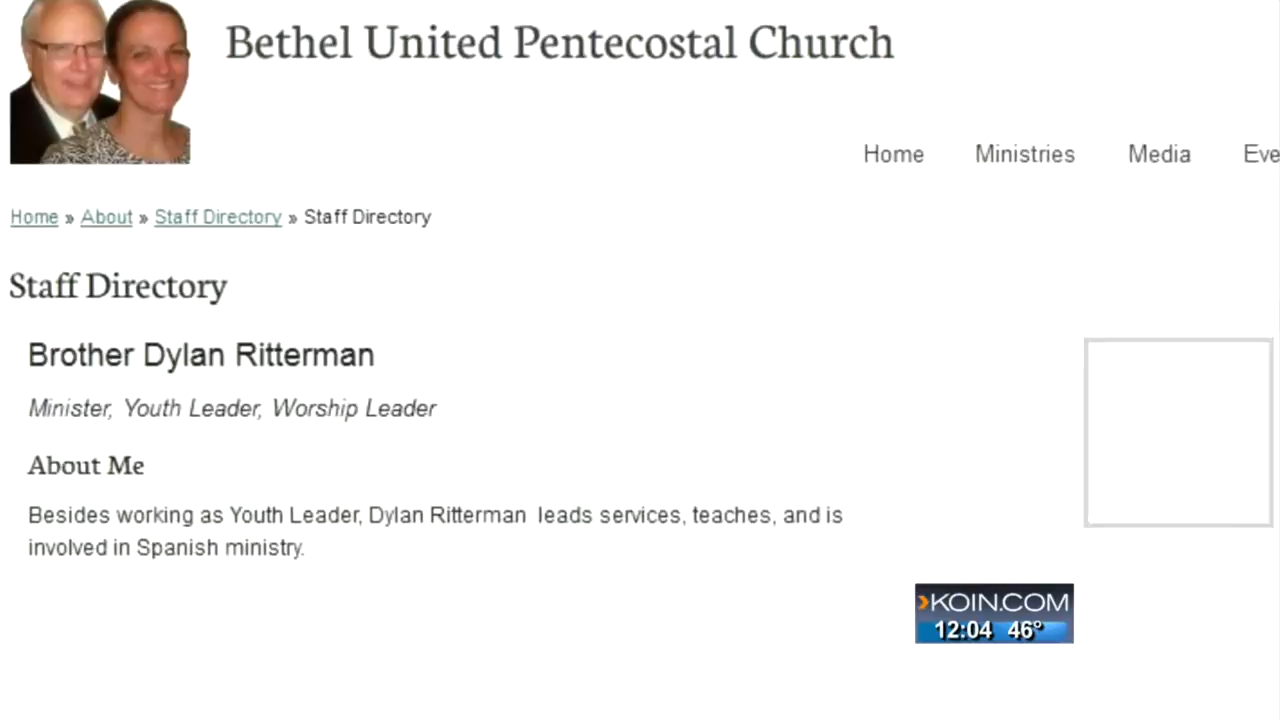 Bethel United Pentecostal Church
Home Ministries Media Eve
Home » About » Staff Directory » Staff Directory
Staff Directory
Brother Dylan Ritterman
Minister, Youth Leader, Worship Leader
About Me
Besides working as Youth Leader, Dylan Ritterman leads services, teaches, and is
involved in Spanish ministry.
KOIN.COM
12:04 46°